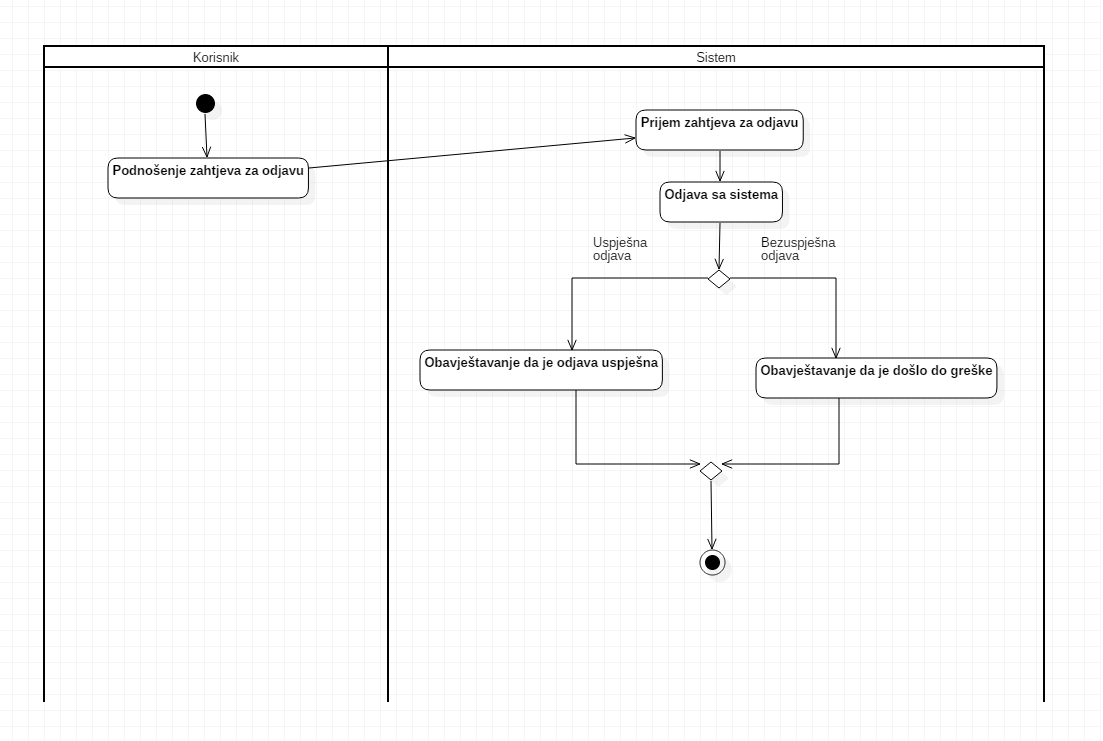 Korisnik
Sistem
Prijem zahtjeva za odjavu
Podnošenje zahtjeva za odjavu
Odjava sa sistema
Uspješna
odjava
Bezuspješna
odjava
Obavještavanje da je odjava uspješna
Obavještavanje da je došlo do greške